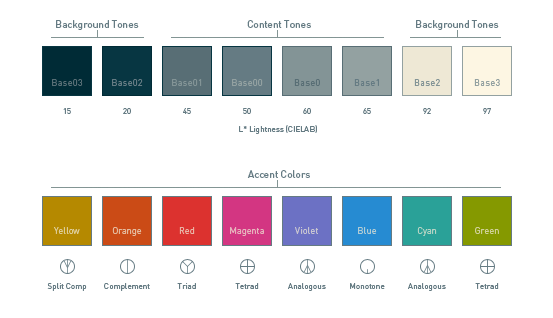 Background Tones Content Tones Background Tones
Base03 Base02 Base01 Base00 Base0 Base1 Base2 Base3
15 20 45 50 60 65 92 97
L* Lightness (CIELAB)
Accent Colors
Yellow Orange Red Magenta Violet Blue Cyan Green
Split Comp Complement Triad Tetrad Analogous Monotone Analogous Tetrad